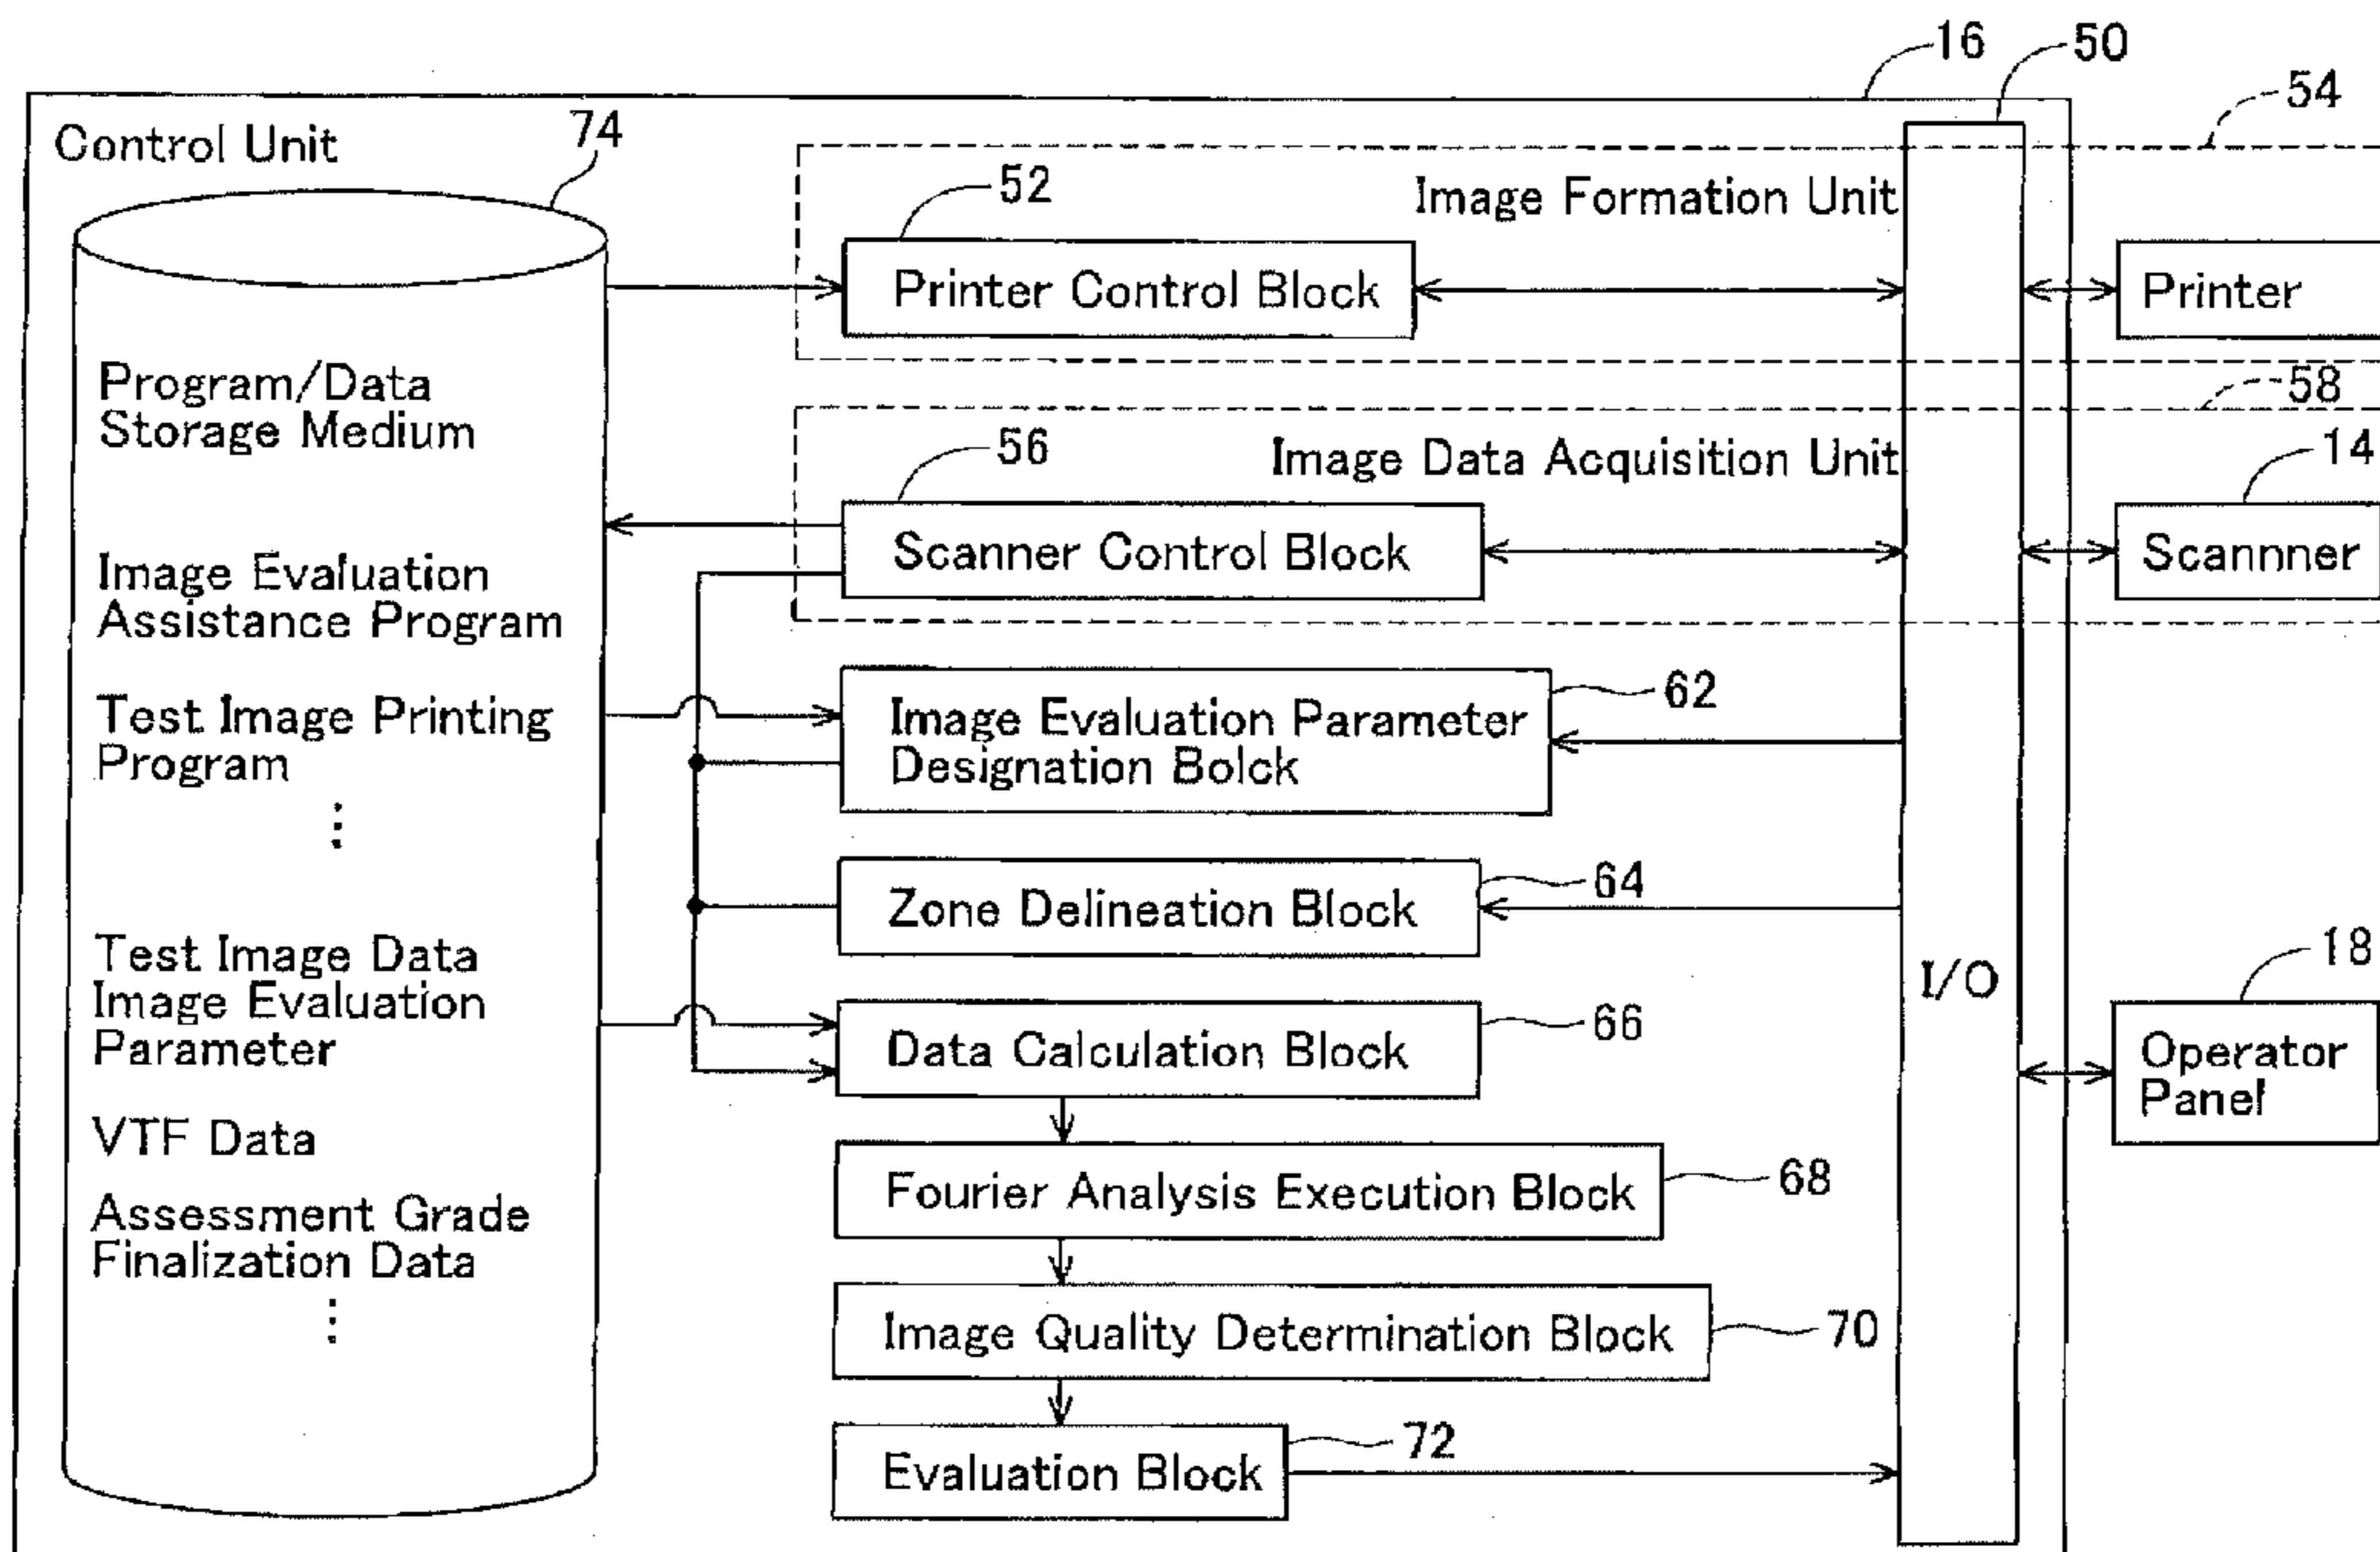 16
50
54
Control Unit
74
52
Image Formation Unit
Printer Control Block
Printer
Program/Data
Storage Medium
58
56
Image Data Acquisition Unit
14
Scanner Control Block
Scannner
Image Evaluation
Assistance Program
62
Test Image Printing
Program
Image Evaluation Parameter
Designation Bolck
64
Zone Delineation Block
18
Test Image Data
Image Evaluation
Parameter
I/O
66
Data Calculation Block
Operator
Panel
VTF Data
68
Fourier Analysis Execution Block
Assessment Grade
Finalization Data
70
Image Quality Determination Block
72
Evaluation Block